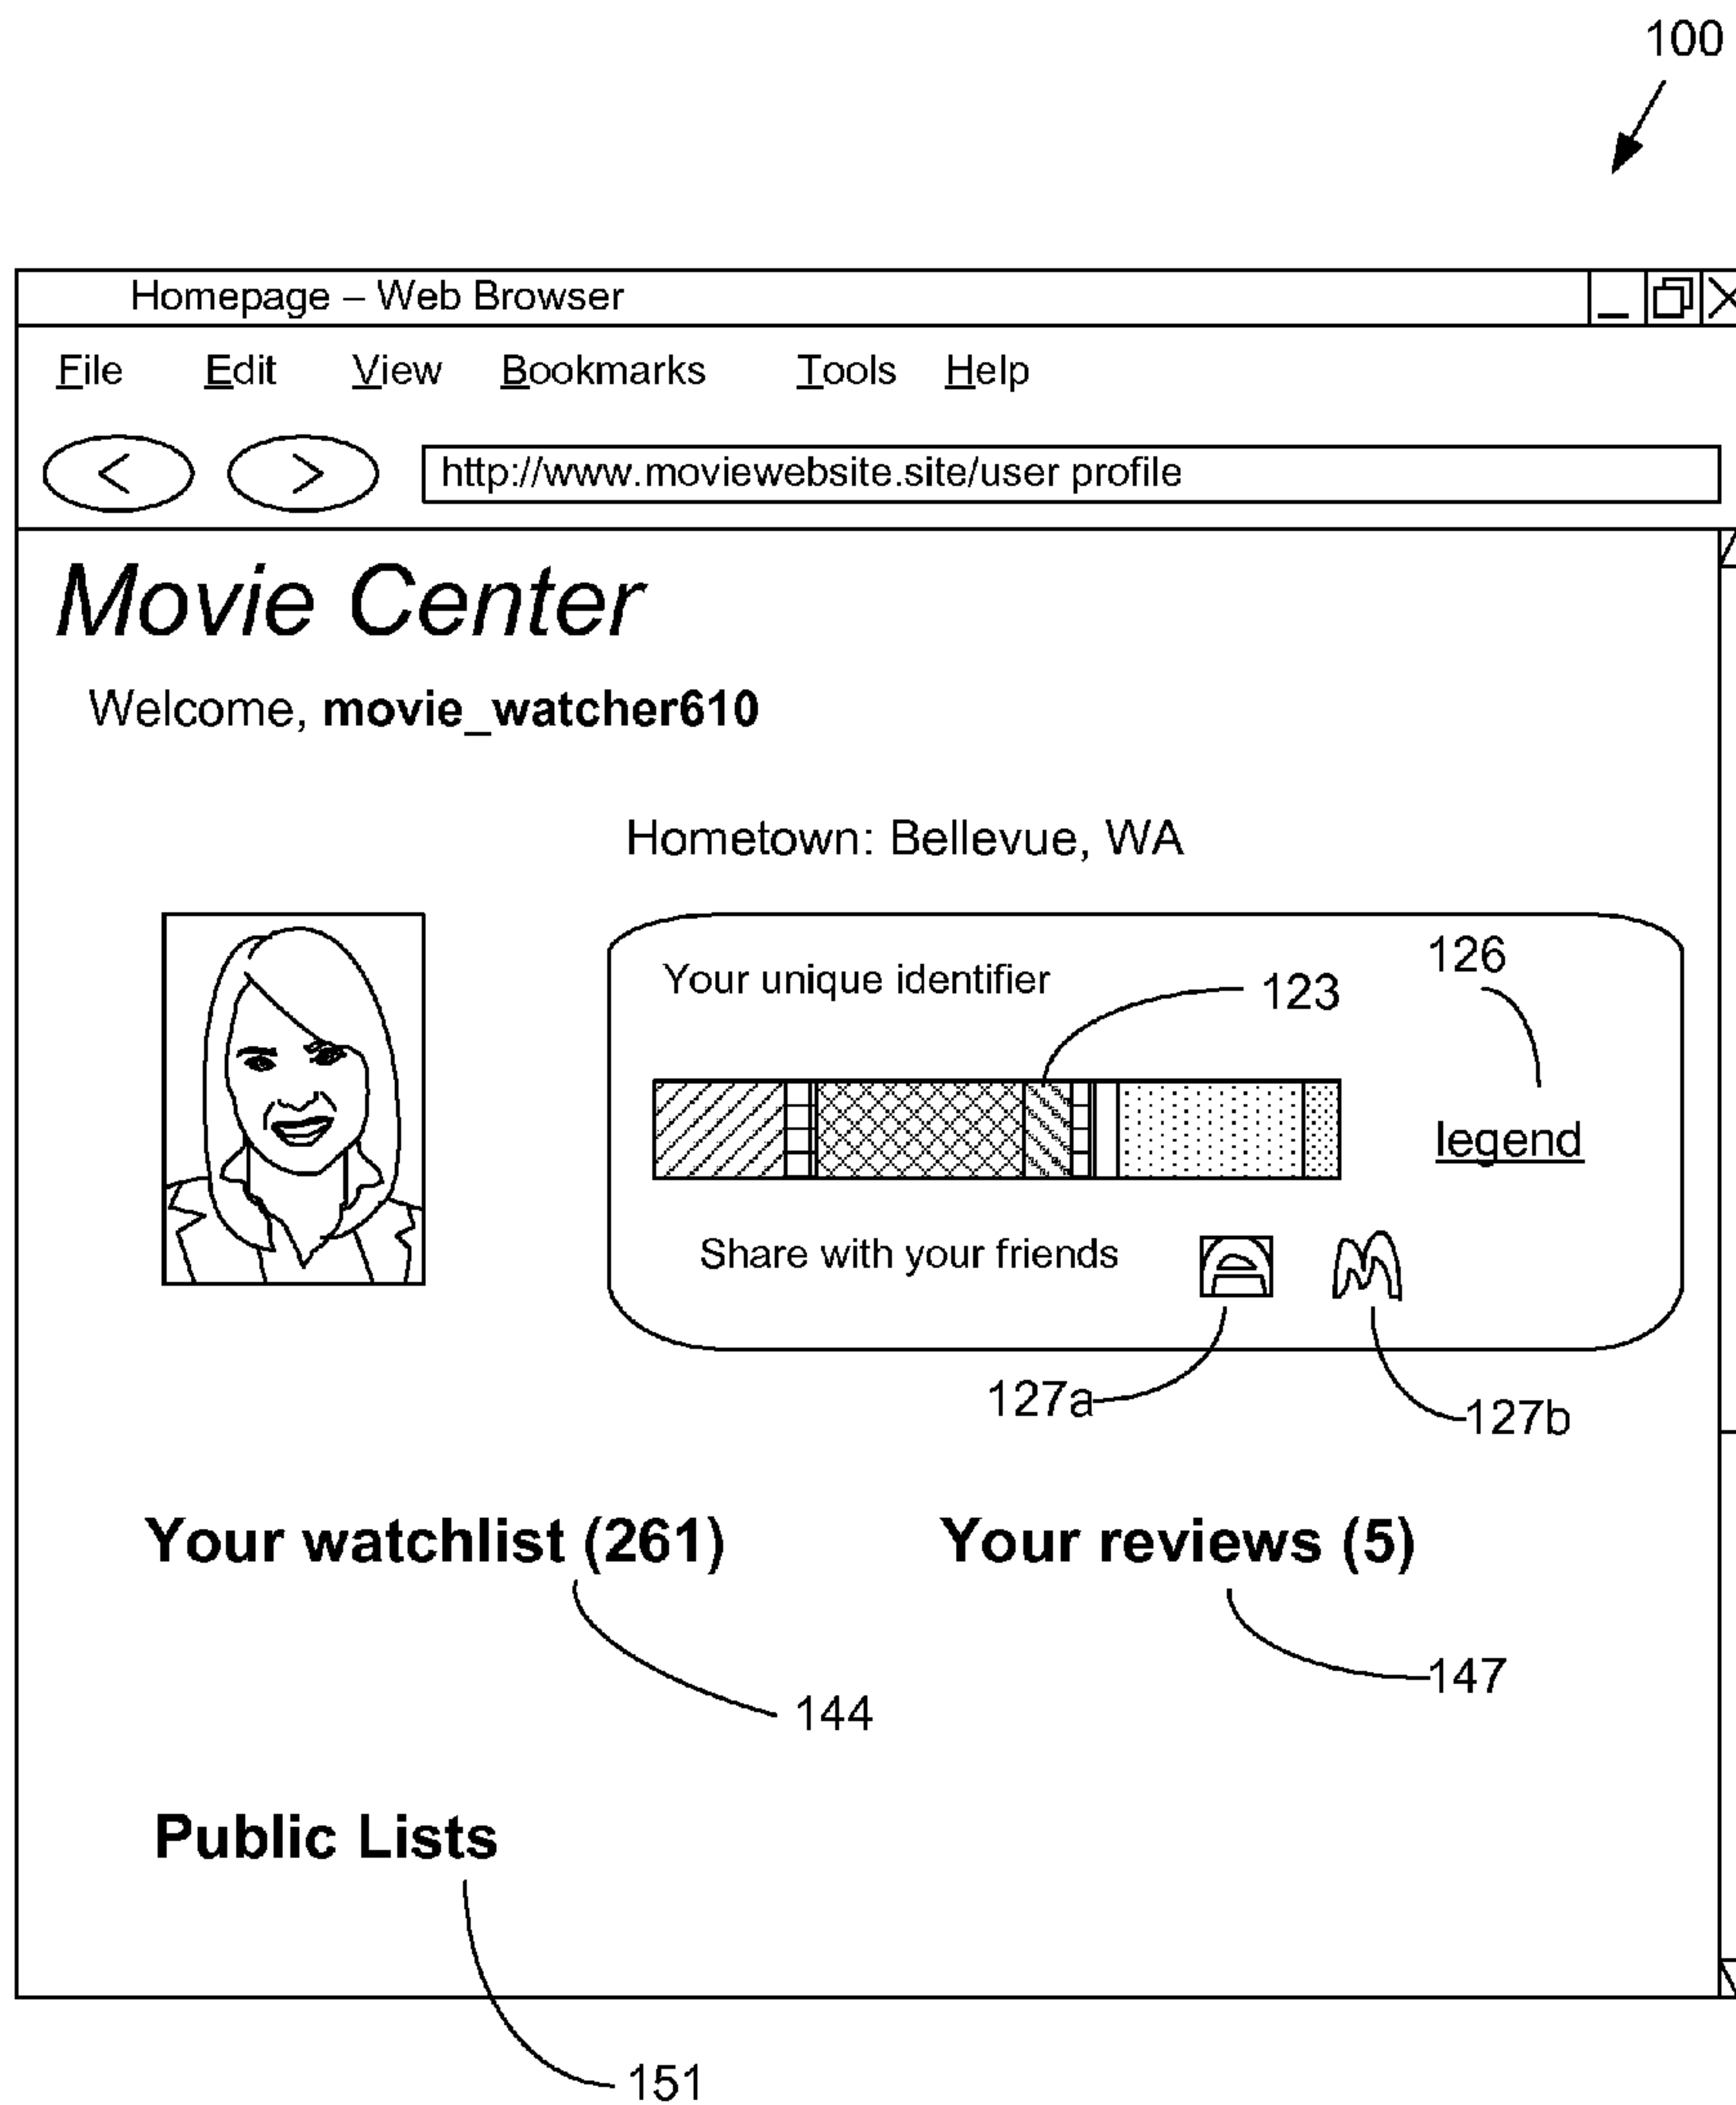 100
Homepage – Web Browser
File Edit View Bookmarks Tools Help
http://www.moviewebsite.site/user profile
Movie Center
Welcome, movie_watcher610
Hometown: Bellevue, WA
Your unique identifier
126
123
legend
Share with your friends
127a
127b
Your watchlist (261)
Your reviews (5)
147
144
Public Lists
151